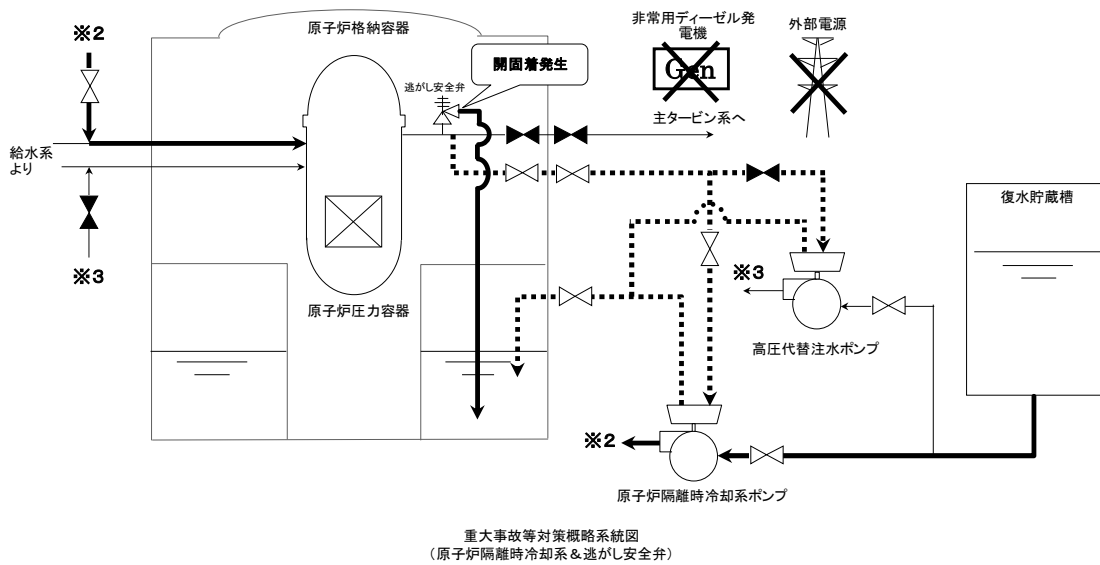 非常用ディーゼル発
電機
外部電源
原子炉格納容器
※2
開固着発生
Gen
逃がし安全弁
主タービン系へ
給水系
より
復水貯蔵槽
※3
※3
原子炉圧力容器
高圧代替注水ポンプ
※2
原子炉隔離時冷却系ポンプ
重大事故等対策概略系統図
（原子炉隔離時冷却系＆逃がし安全弁）